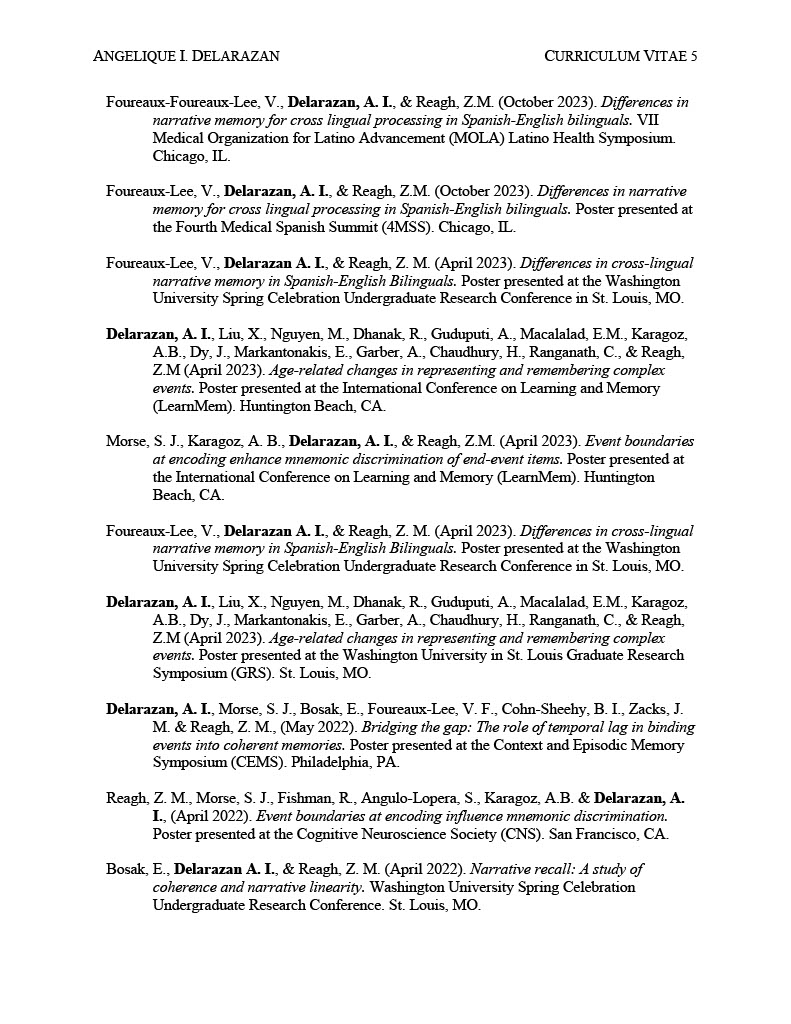 ANGELIQUE I. DELARAZAN CURRICULUM VITAE 5
Foureaux-Foureaux-Lee, V., Delarazan, A. I., & Reagh, Z.M. (October 2023). Differences in
narrative memory for cross lingual processing in Spanish-English bilinguals. VII
Medical Organization for Latino Advancement (MOLA) Latino Health Symposium.
Chicago, IL.
Foureaux-Lee, V., Delarazan, A. I., & Reagh, Z.M. (October 2023). Differences in narrative
memory for cross lingual processing in Spanish-English bilinguals. Poster presented at
the Fourth Medical Spanish Summit (4MSS). Chicago, IL.
Foureaux-Lee, V., Delarazan A. I., & Reagh, Z. M. (April 2023). Differences in cross-lingual
narrative memory in Spanish-English Bilinguals. Poster presented at the Washington
University Spring Celebration Undergraduate Research Conference in St. Louis, MO.
Delarazan, A. I., Liu, X., Nguyen, M., Dhanak, R., Guduputi, A., Macalalad, E.M., Karagoz,
A.B., Dy, J., Markantonakis, E., Garber, A., Chaudhury, H., Ranganath, C., & Reagh,
Z.M (April 2023). Age-related changes in representing and remembering complex
events. Poster presented at the International Conference on Learning and Memory
(LearnMem). Huntington Beach, CA.
Morse, S. J., Karagoz, A. B., Delarazan, A. I., & Reagh, Z.M. (April 2023). Event boundaries
at encoding enhance mnemonic discrimination of end-event items. Poster presented at
the International Conference on Learning and Memory (LearnMem). Huntington
Beach, CA.
Foureaux-Lee, V., Delarazan A. I., & Reagh, Z. M. (April 2023). Differences in cross-lingual
narrative memory in Spanish-English Bilinguals. Poster presented at the Washington
University Spring Celebration Undergraduate Research Conference in St. Louis, MO.
Delarazan, A. I., Liu, X., Nguyen, M., Dhanak, R., Guduputi, A., Macalalad, E.M., Karagoz,
A.B., Dy, J., Markantonakis, E., Garber, A., Chaudhury, H., Ranganath, C., & Reagh,
Z.M (April 2023). Age-related changes in representing and remembering complex
events. Poster presented at the Washington University in St. Louis Graduate Research
Symposium (GRS). St. Louis, MO.
Delarazan, A. I., Morse, S. J., Bosak, E., Foureaux-Lee, V. F., Cohn-Sheehy, B. I., Zacks, J.
M. & Reagh, Z. M., (May 2022). Bridging the gap: The role of temporal lag in binding
events into coherent memories. Poster presented at the Context and Episodic Memory
Symposium (CEMS). Philadelphia, PA.
Reagh, Z. M., Morse, S. J., Fishman, R., Angulo-Lopera, S., Karagoz, A.B. & Delarazan, A.
I., (April 2022). Event boundaries at encoding influence mnemonic discrimination.
Poster presented at the Cognitive Neuroscience Society (CNS). San Francisco, CA.
Bosak, E., Delarazan A. I., & Reagh, Z. M. (April 2022). Narrative recall: A study of
coherence and narrative linearity. Washington University Spring Celebration
Undergraduate Research Conference. St. Louis, MO.